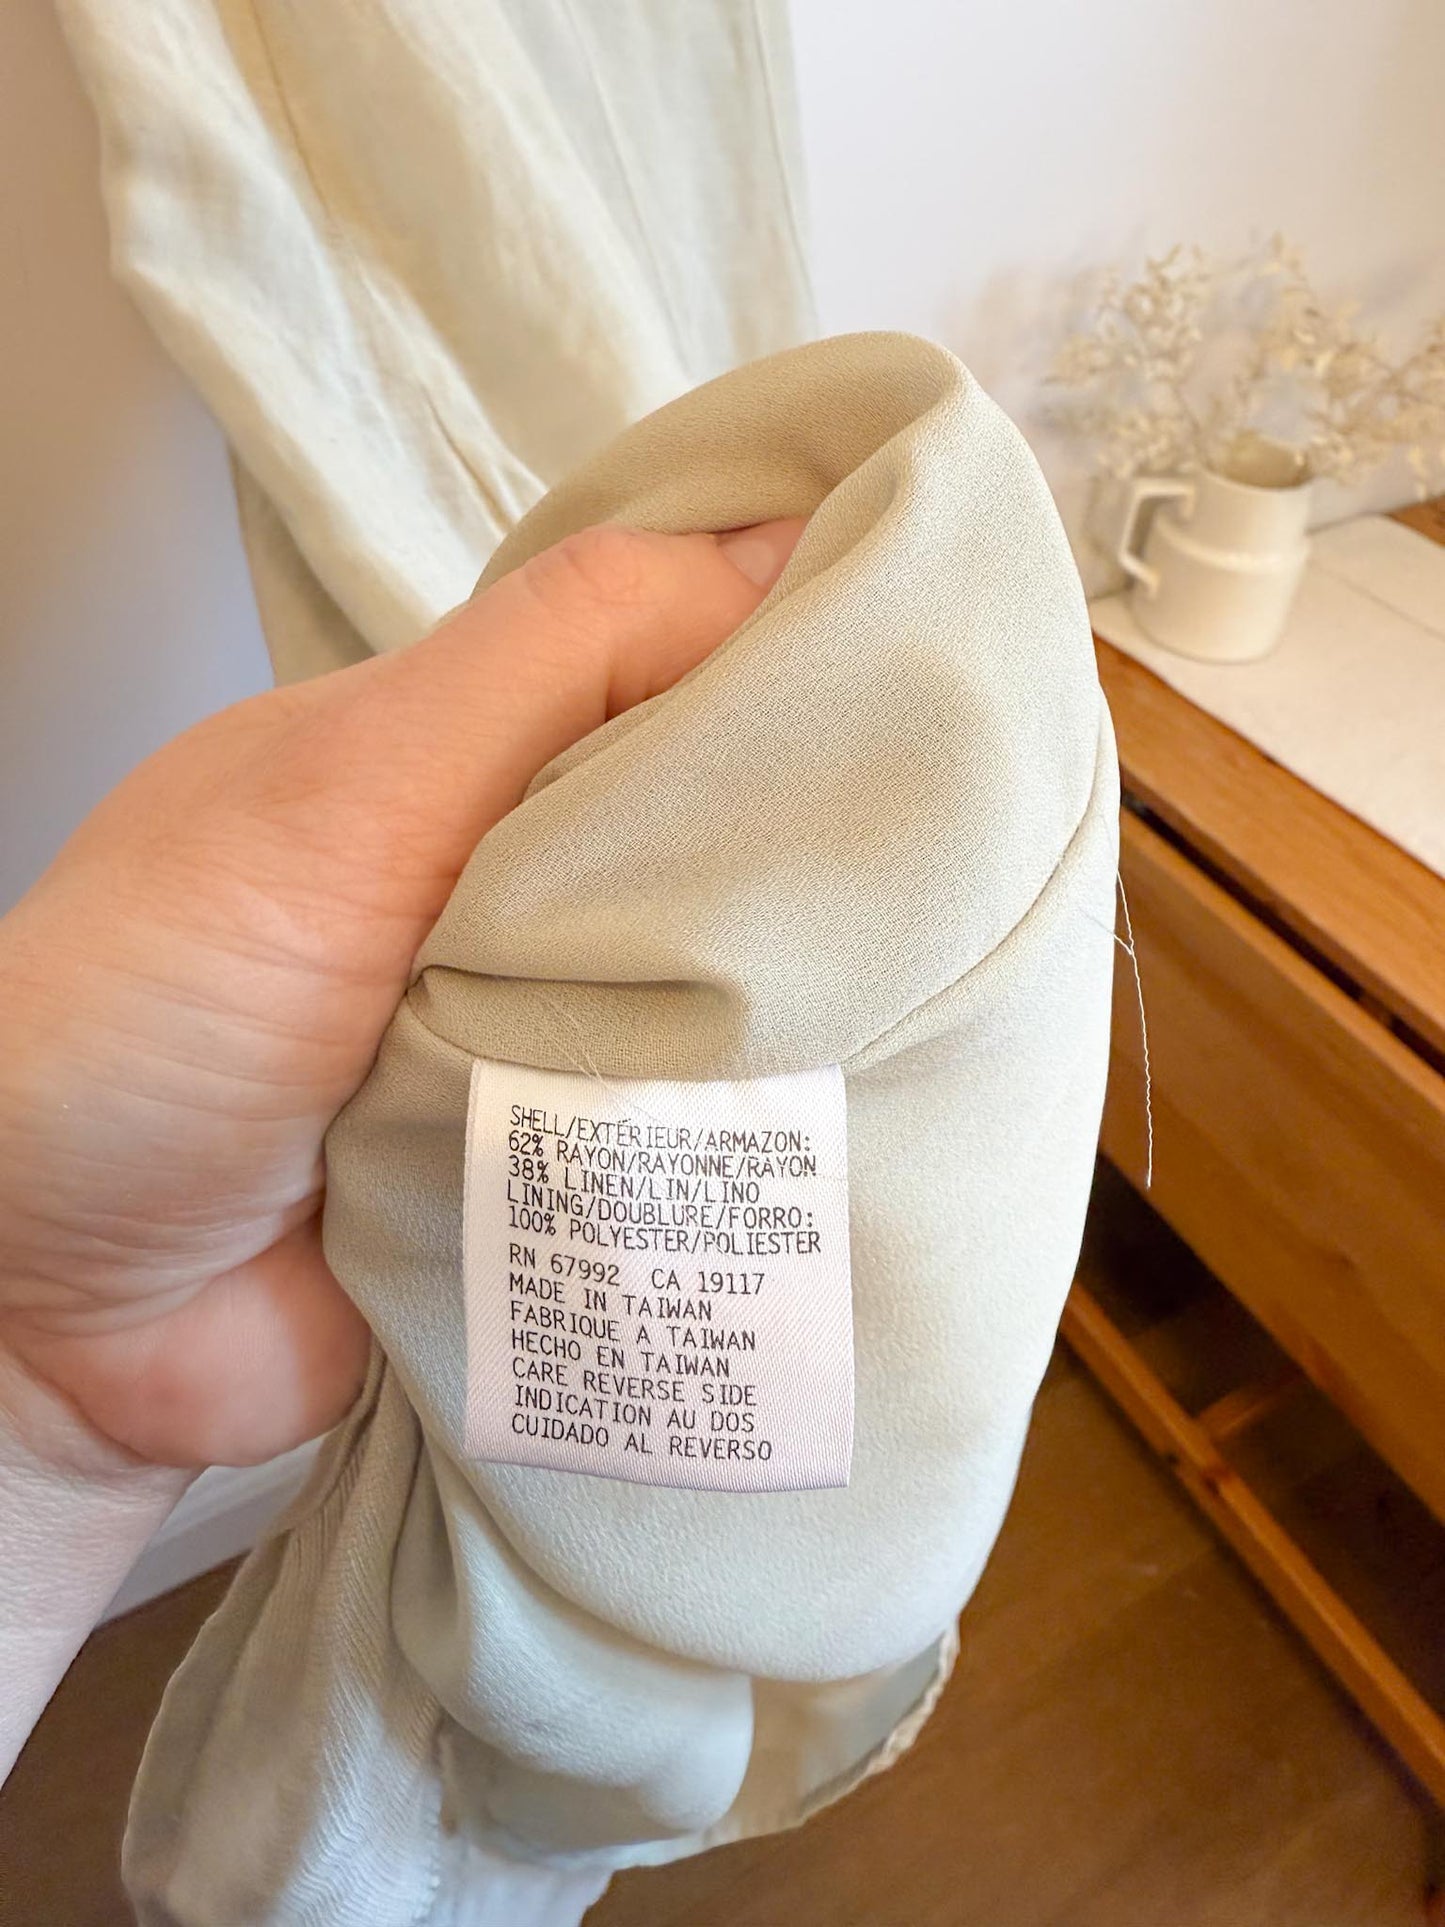 SHELL/EXTÉRIEUR/ARMAZON:
62% RAYON/RAYONNE/RAYON
38% LINEN/LIN/LINO
LINING/DOUBLURE/FORRO:
100% POLYESTER/POLIESTER
RN 67992 CA 19117
MADE IN TAIWAN
FABRIQUE A TAIWAN
HECHO EN TAIWAN
CARE REVERSE SIDE
INDICATION AU DOS
CUIDADO AL REVERSO